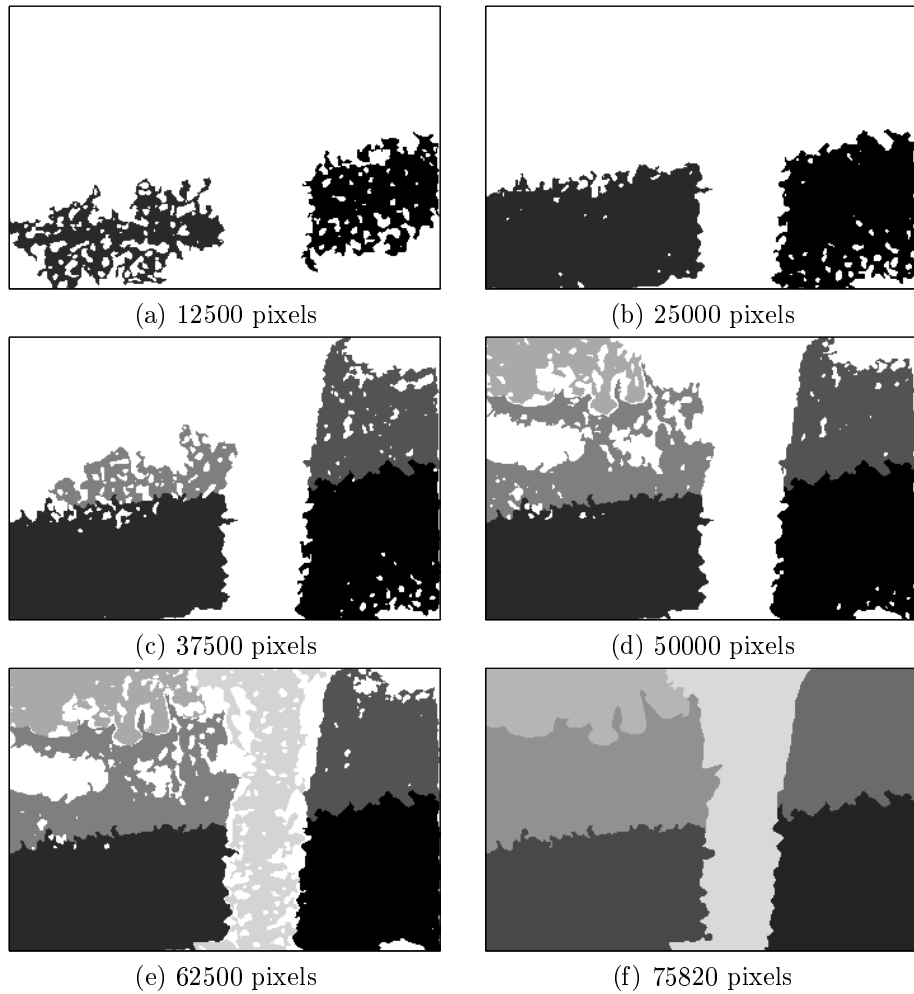 (a) 12500 pixels
(b) 25000 pixels
(c) 37500 pixels
(d) 50000 pixels
(e) 62500 pixels
(f) 75820 pixels